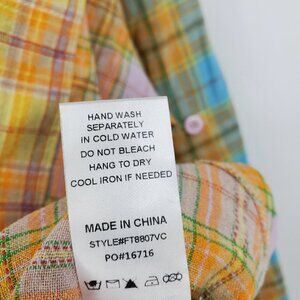 HAND WASH
SEPARATELY
IN COLD WATER
DO NOT BLEACH
HANG TO DRY
COOL IRON IF NEEDED
MADE IN CHINA
STYLE#FT8807VC
PO#16716